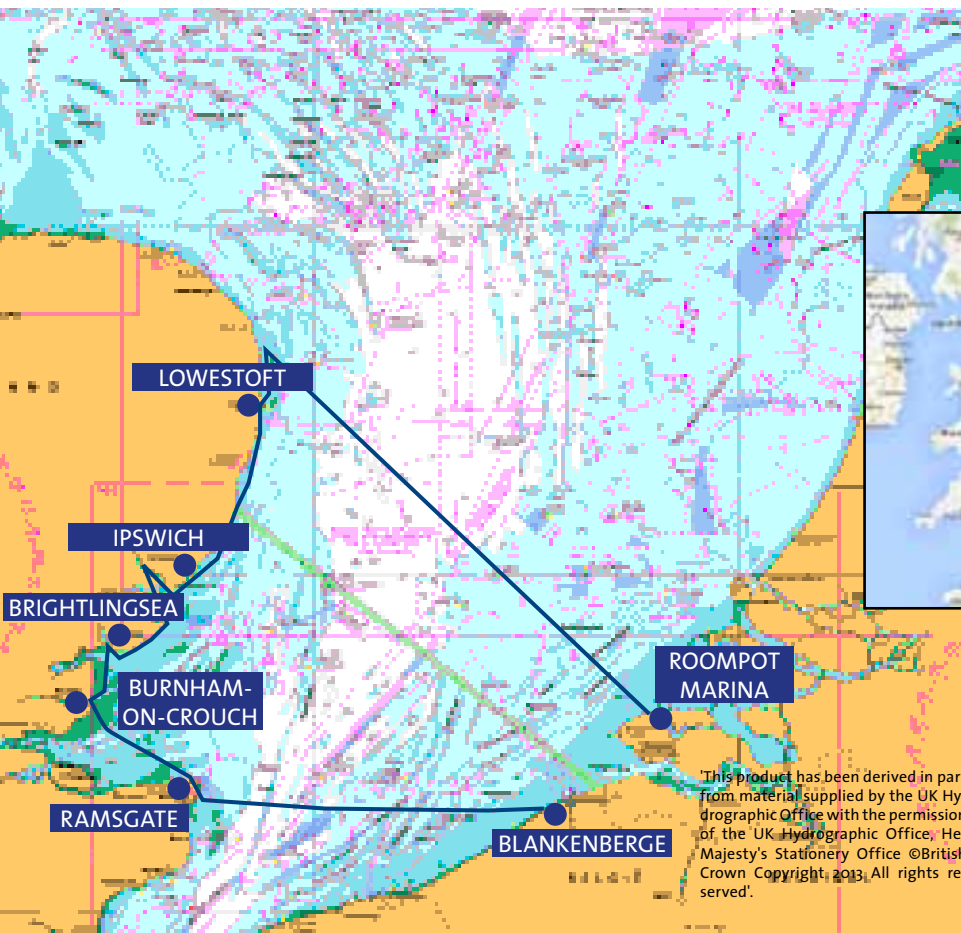 LOWESTOFT
IPSWICH
BRIGHTLINGSEA
BURNHAM-
ON-CROUCH
ROOMPOT
MARINA
RAMSGATE
BLANKENBERGE
'This product has been derived in par
from material supplied by the UK Hy
drographic Office with the permission
of the UK Hydrographic Office, He
Majesty's Stationery Office ©British
Crown Copyright 2013. All rights re
served'.